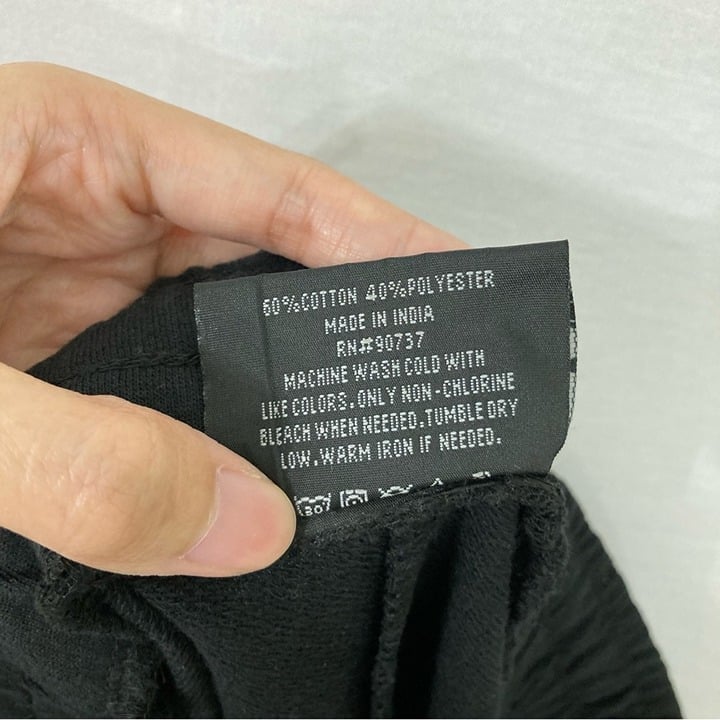 60%COTTON 40%POLYESTER
MADE IN INDIA
RN#90737
MACHINE WASH COLD WITH
LIKE COLORS.ONLY NON-CHLORINE
BLEACH WHEN NEEDED.TUMBLE DRY
LOW.WARM IRON IF NEEDED.
30